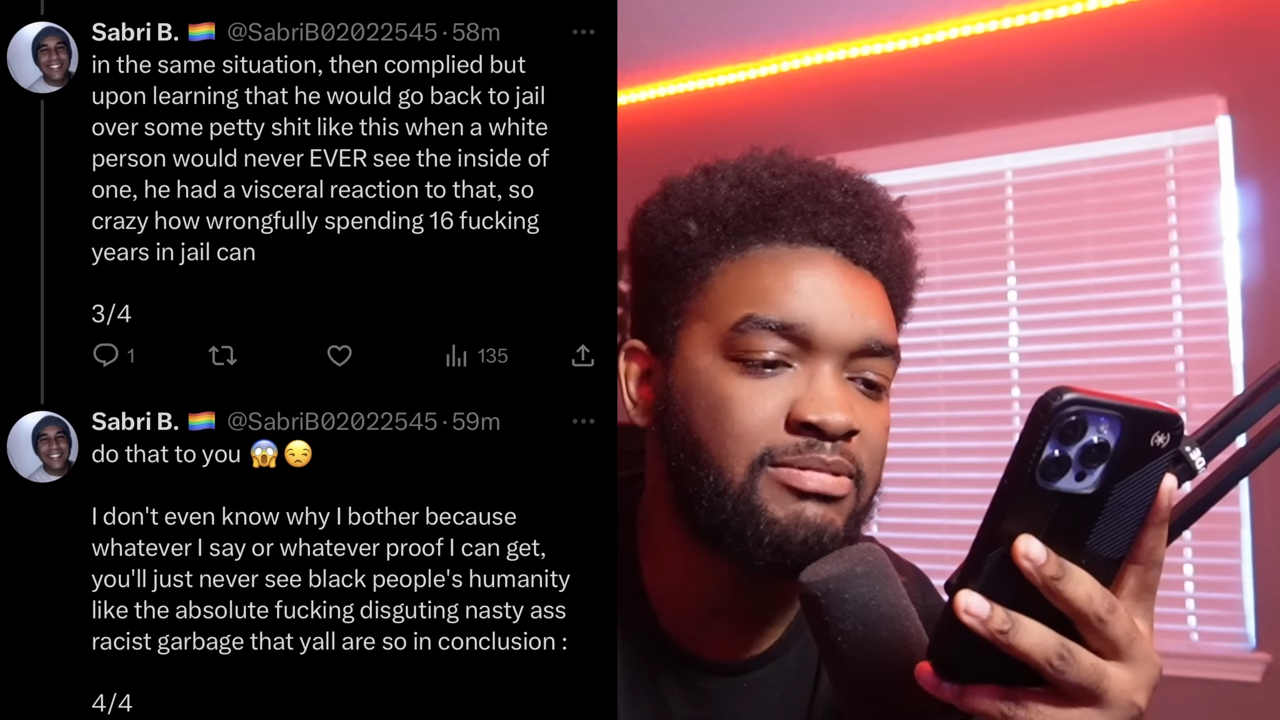 Sabri B. 🏳️‍🌈 @SabriB02022545 · 58m
in the same situation, then complied but
upon learning that he would go back to jail
over some petty shit like this when a white
person would never EVER see the inside of
one, he had a visceral reaction to that, so
crazy how wrongfully spending 16 fucking
years in jail can
3/4
1 135
Sabri B. 🏳️‍🌈 @SabriB02022545 · 59m
do that to you 😱😒
I don't even know why I bother because
whatever I say or whatever proof I can get,
you'll just never see black people's humanity
like the absolute fucking disguting nasty ass
racist garbage that yall are so in conclusion :
4/4